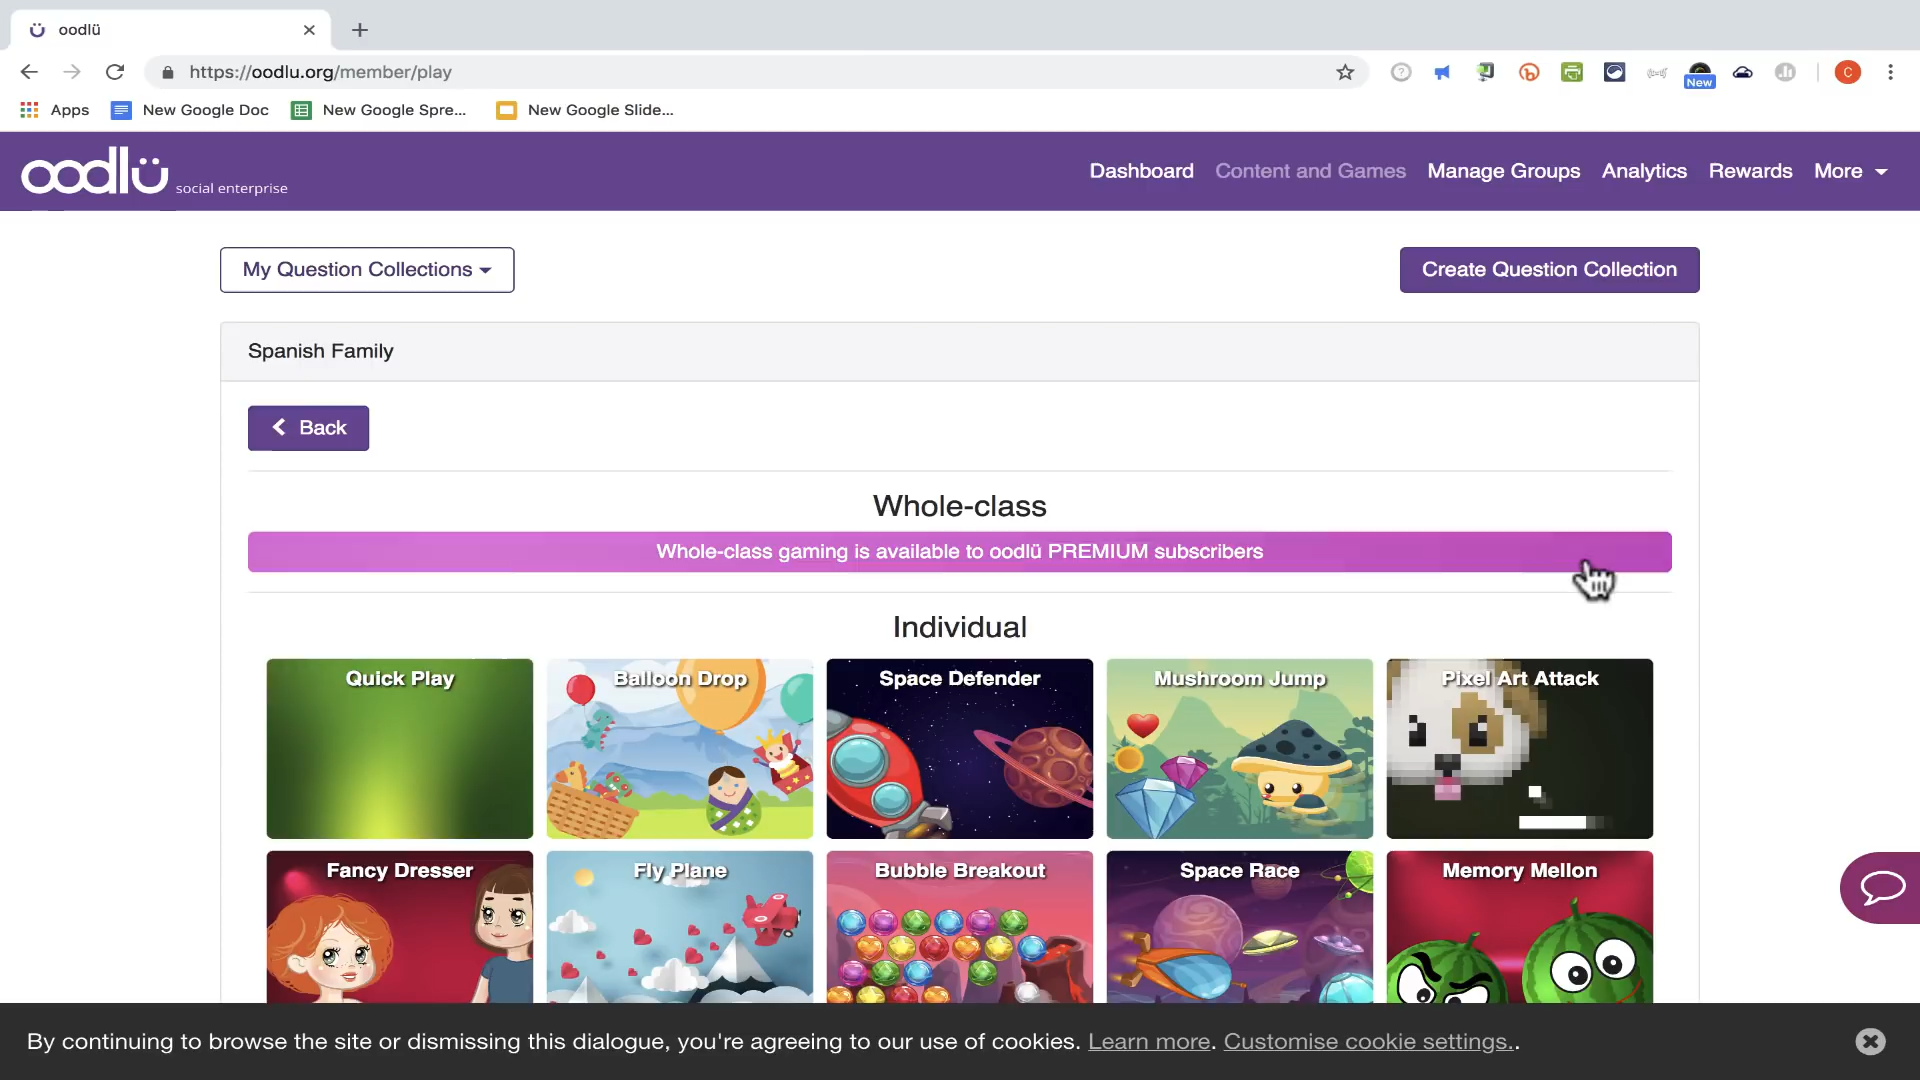 oodlü
https://oodlu.org/member/play
New
C
Apps
New Google Doc
New Google Spre...
New Google Slide...
oodlü social enterprise
Dashboard
Content and Games
Manage Groups
Analytics
Rewards
More
My Question Collections
Create Question Collection
Spanish Family
Back
Whole-class
Whole-class gaming is available to oodlü PREMIUM subscribers
Individual
Quick Play
Balloon Drop
Space Defender
Mushroom Jump
Pixel Art Attack
Fancy Dresser
Fly Plane
Bubble Breakout
Space Race
Memory Mellon
By continuing to browse the site or dismissing this dialogue, you're agreeing to our use of cookies. Learn more. Customise cookie settings..